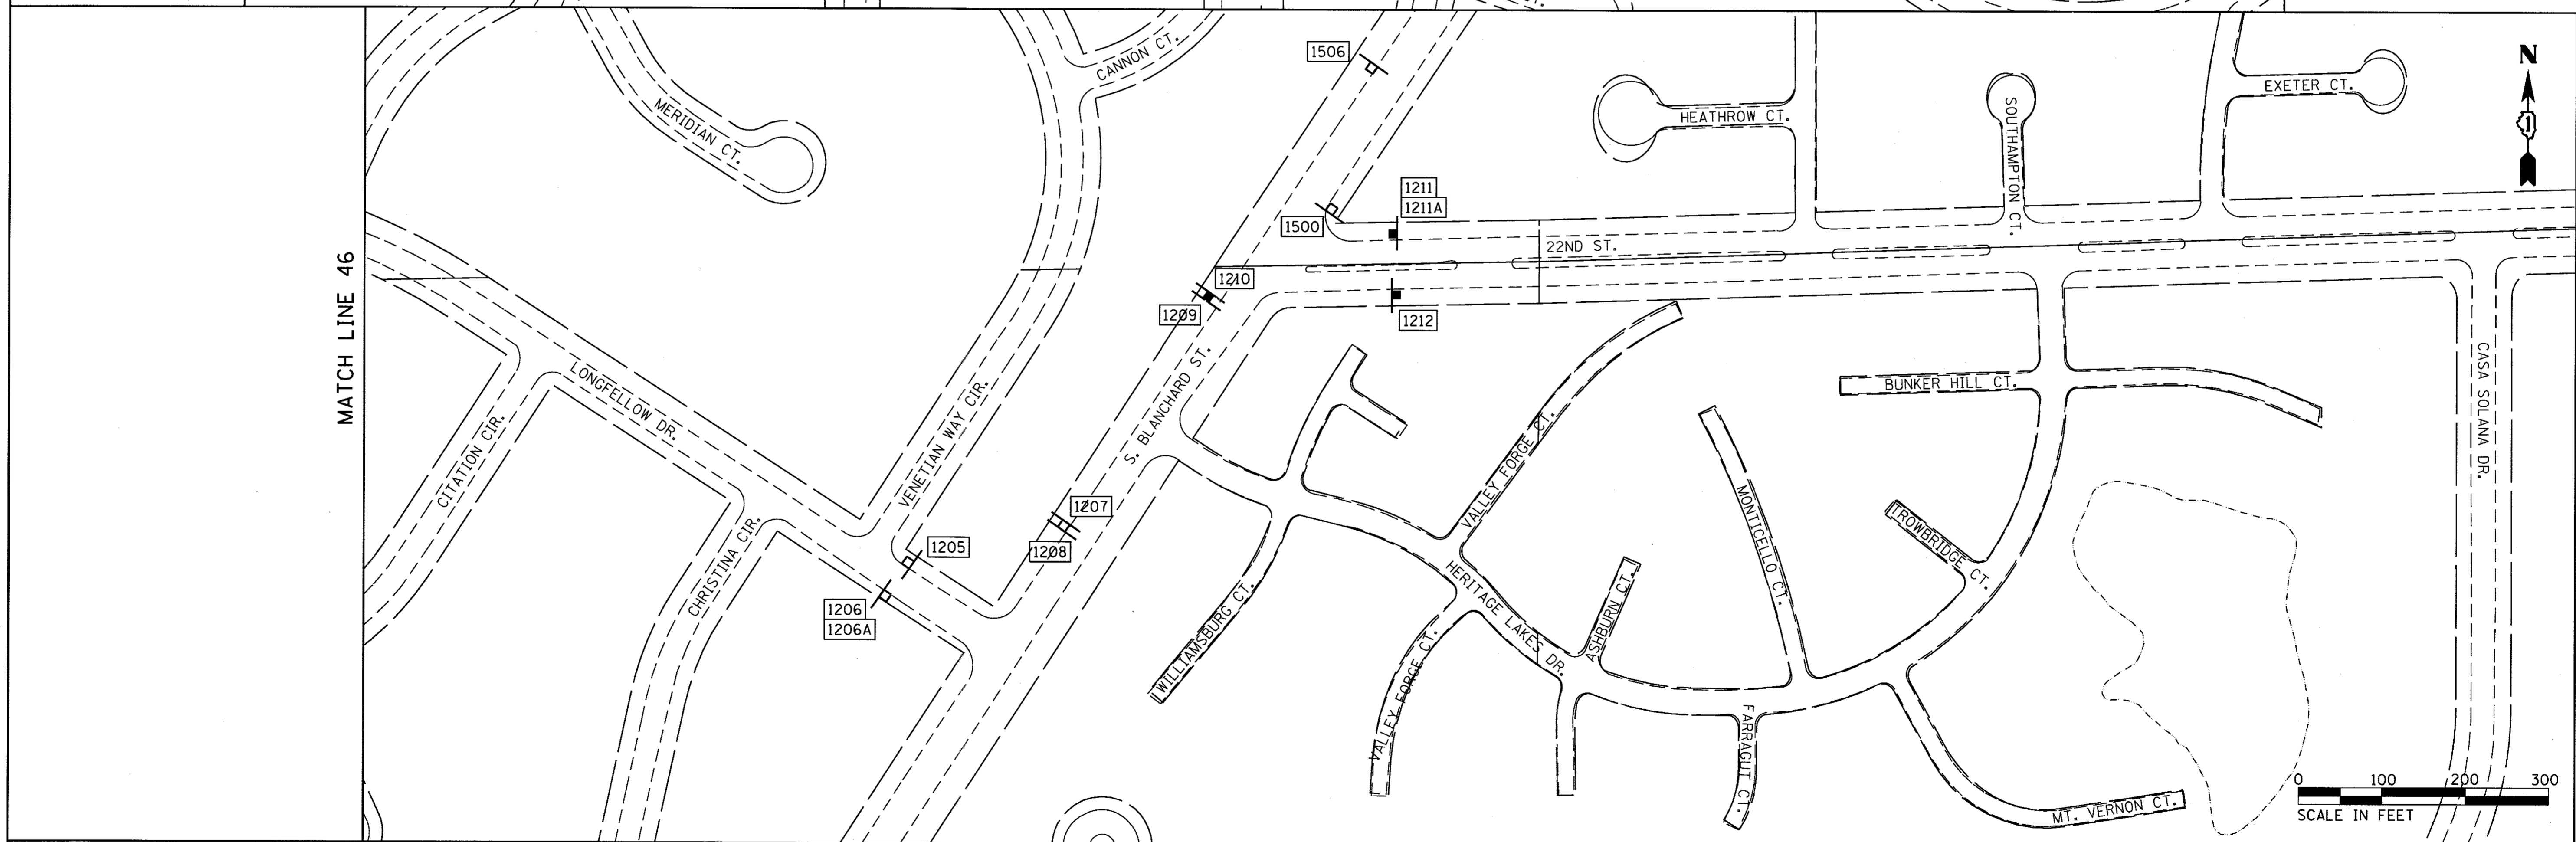 MATCH LINE 46
MERIDIAN CT.
CANNON CT.
1506
HEATHROW CT.
SOUTHAMPTON CT.
EXETER CT.
N
1
1211
1211A
1500
22ND ST.
1210
1209
1212
LONGFELLOW DR.
CITATION CIR.
VENETIAN WAY CIR.
S. BLANCHARD ST.
VALLEY FORGE CT.
BUNKER HILL CT.
CASA SOLANA DR.
CHRISTINA CIR.
1205
1207
1208
1206
1206A
WILLIAMSBURG CT.
HERITAGE LAKES DR.
VALLEY FORGE CT.
ASHBURN CT.
MONTICELLO CT.
TROWBRIDGE CT.
FARRAGUT CT.
MT. VERNON CT.
0 100 200 300
SCALE IN FEET